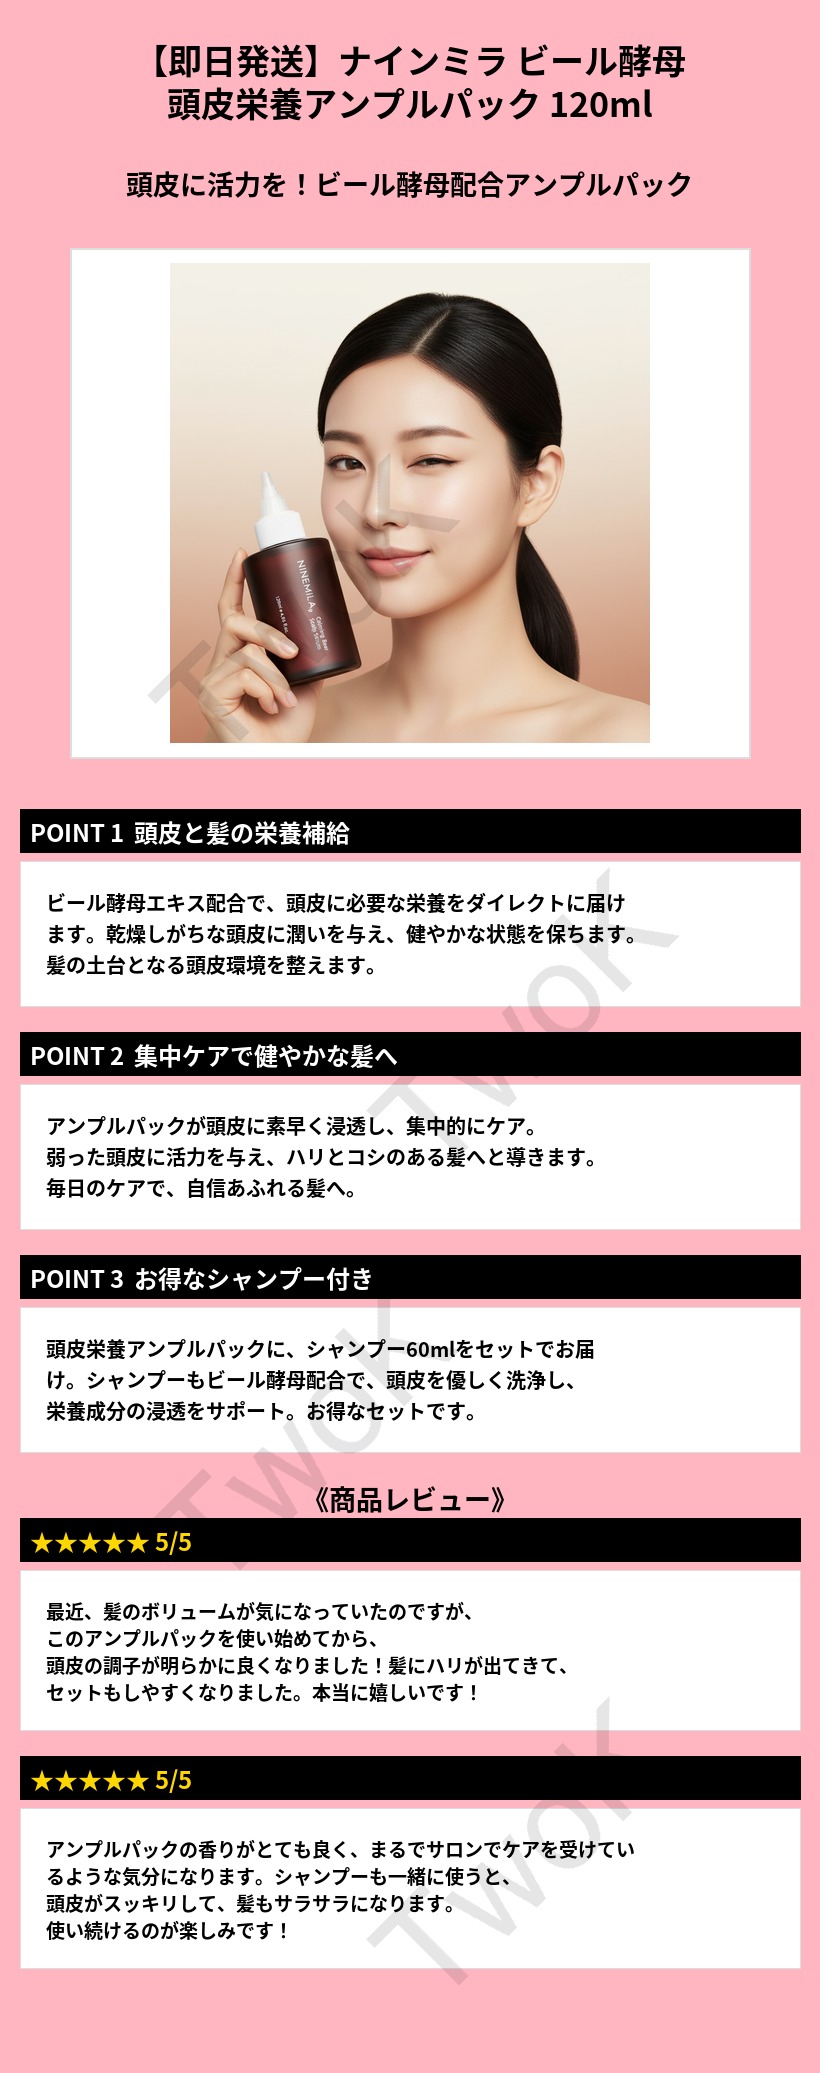 【即日発送】ナインミラ ビール酵母
頭皮栄養アンプルパック 120ml
頭皮に活力を！ビール酵母配合アンプルパック
NINEMILA
Calming Beer
Scalp Serum
TwoK
POINT 1 頭皮と髪の栄養補給
ビール酵母エキス配合で、頭皮に必要な栄養をダイレクトに届け
ます。乾燥しがちな頭皮に潤いを与え、健やかな状態を保ちます。
髪の土台となる頭皮環境を整えます。
TwoK
POINT 2 集中ケアで健やかな髪へ
アンプルパックが頭皮に素早く浸透し、集中的にケア。
弱った頭皮に活力を与え、ハリとコシのある髪へと導きます。
毎日のケアで、自信あふれる髪へ。
POINT 3 お得なシャンプー付き
頭皮栄養アンプルパックに、シャンプー60mlをセットでお届
け。シャンプーもビール酵母配合で、頭皮を優しく洗浄し、
栄養成分の浸透をサポート。お得なセットです。
TwoK
《商品レビュー》
★★★★★ 5/5
最近、髪のボリュームが気になっていたのですが、
このアンプルパックを使い始めてから、
頭皮の調子が明らかに良くなりました！髪にハリが出てきて、
セットもしやすくなりました。本当に嬉しいです！
★★★★★ 5/5
アンプルパックの香りがとても良く、まるでサロンでケアを受けてい
るような気分になります。シャンプーも一緒に使うと、
頭皮がスッキリして、髪もサラサラになります。
使い続けるのが楽しみです！
TwoK